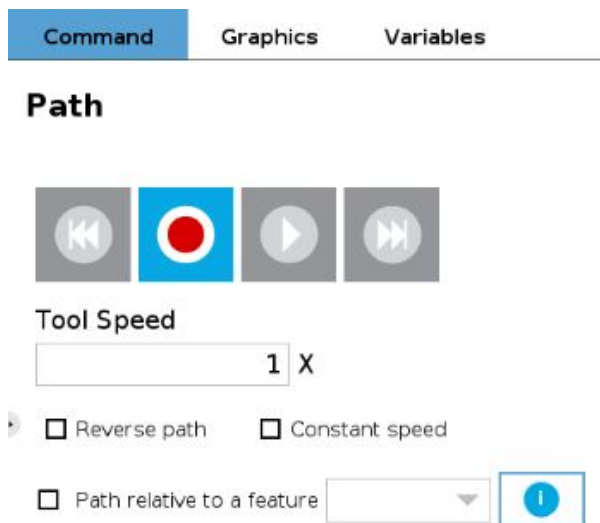 Command Graphics Variables
Path
Tool Speed
1 X
Reverse path Constant speed
Path relative to a feature
i